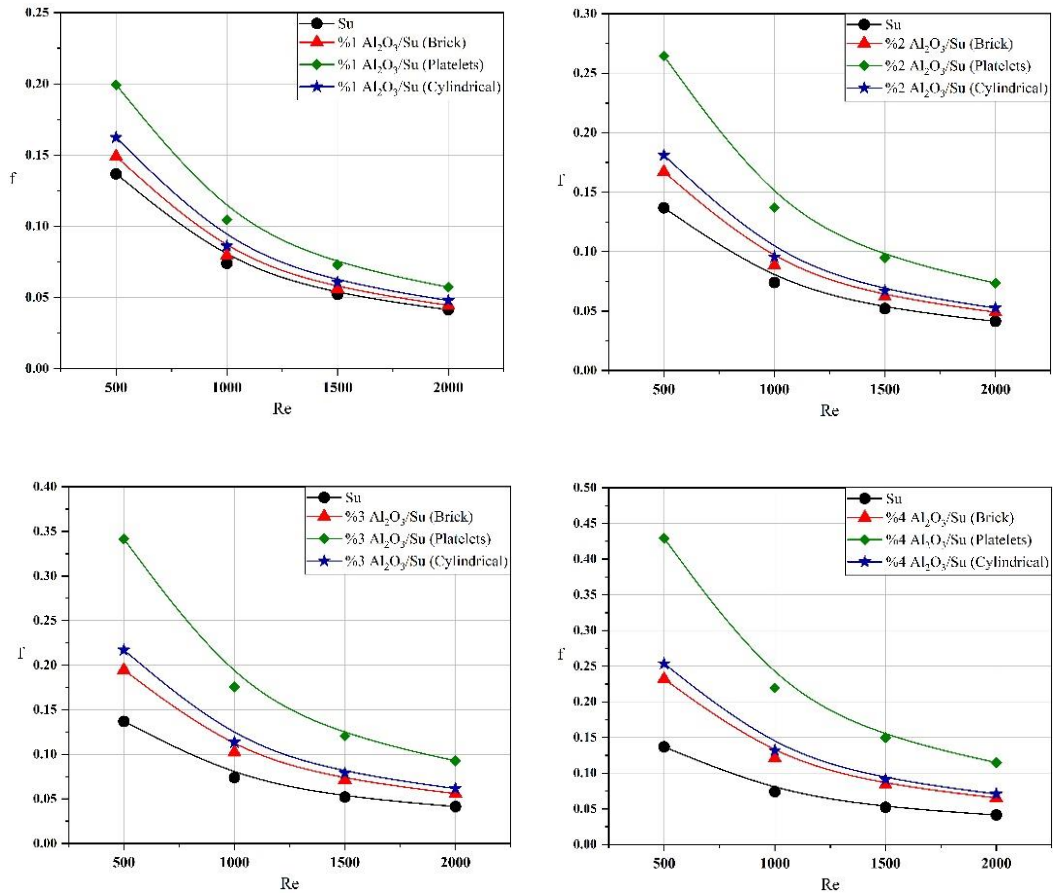 Su
%1 Al₂O₃/Su (Brick)
%1 Al₂O₃/Su (Platelets)
%1 Al₂O₃/Su (Cylindrical)
0.20
0.15
f
0.10
0.05
0.00
500 1000 1500 2000
Re
Su
%2 Al₂O₃/Su (Brick)
%2 Al₂O₃/Su (Platelets)
%2 Al₂O₃/Su (Cylindrical)
0.30
0.25
0.20
f
0.15
0.10
0.05
0.00
500 1000 1500 2000
Re
Su
%3 Al₂O₃/Su (Brick)
%3 Al₂O₃/Su (Platelets)
%3 Al₂O₃/Su (Cylindrical)
0.40
0.35
0.30
0.25
f
0.20
0.15
0.10
0.05
0.00
500 1000 1500 2000
Re
Su
%4 Al₂O₃/Su (Brick)
%4 Al₂O₃/Su (Platelets)
%4 Al₂O₃/Su (Cylindrical)
0.50
0.45
0.40
0.35
0.30
f
0.25
0.20
0.15
0.10
0.05
0.00
500 1000 1500 2000
Re